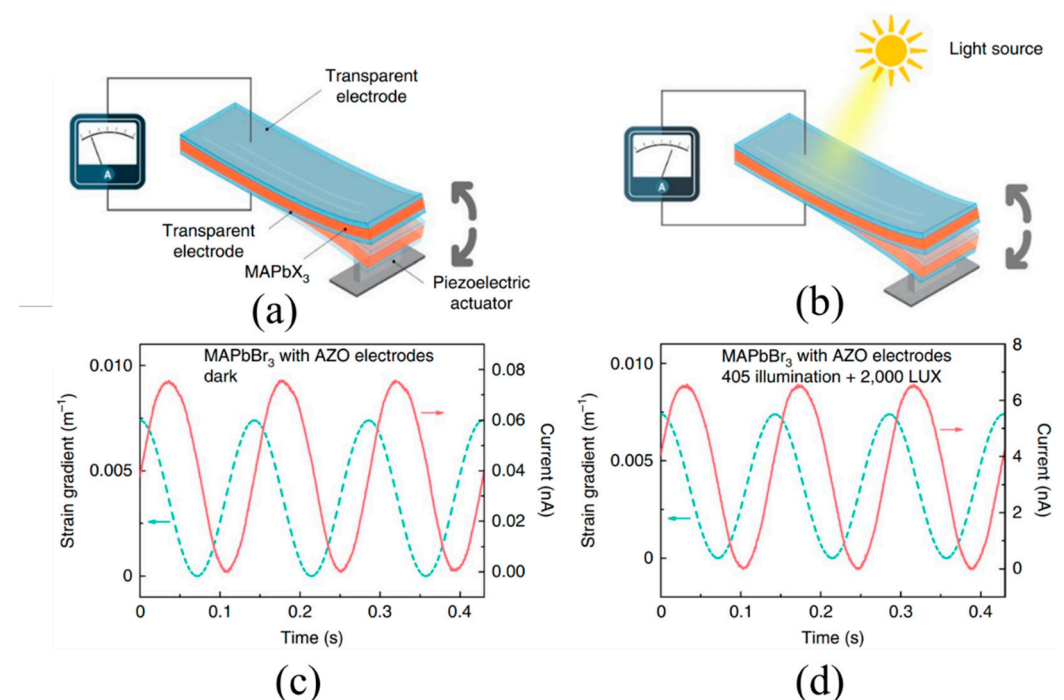 Transparent
electrode
A
Transparent
electrode
MAPbX3
Piezoelectric
actuator
(a)
Light source
A
(b)
MAPbBr3 with AZO electrodes
dark
0.010
0.005
0
Strain gradient (m−1)
0.08
0.06
0.04
0.02
0.00
Current (nA)
0
0.1
0.2
0.3
0.4
Time (s)
(c)
MAPbBr3 with AZO electrodes
405 illumination + 2,000 LUX
0.010
0.005
0
Strain gradient (m−1)
8
6
4
2
0
Current (nA)
0
0.1
0.2
0.3
0.4
Time (s)
(d)